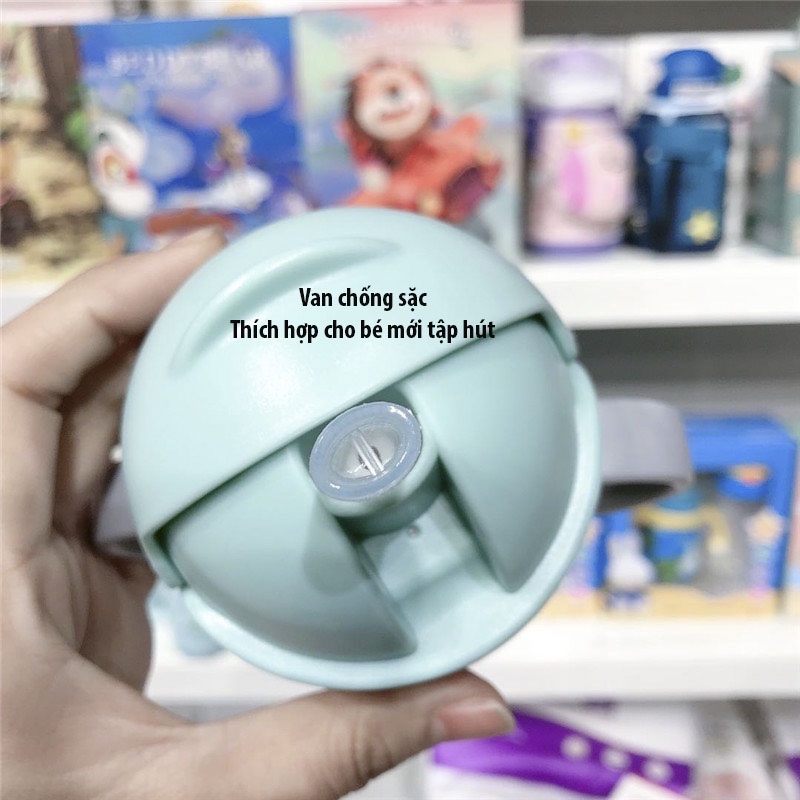 Van chống sặc
Thích hợp cho bé mới tập hút